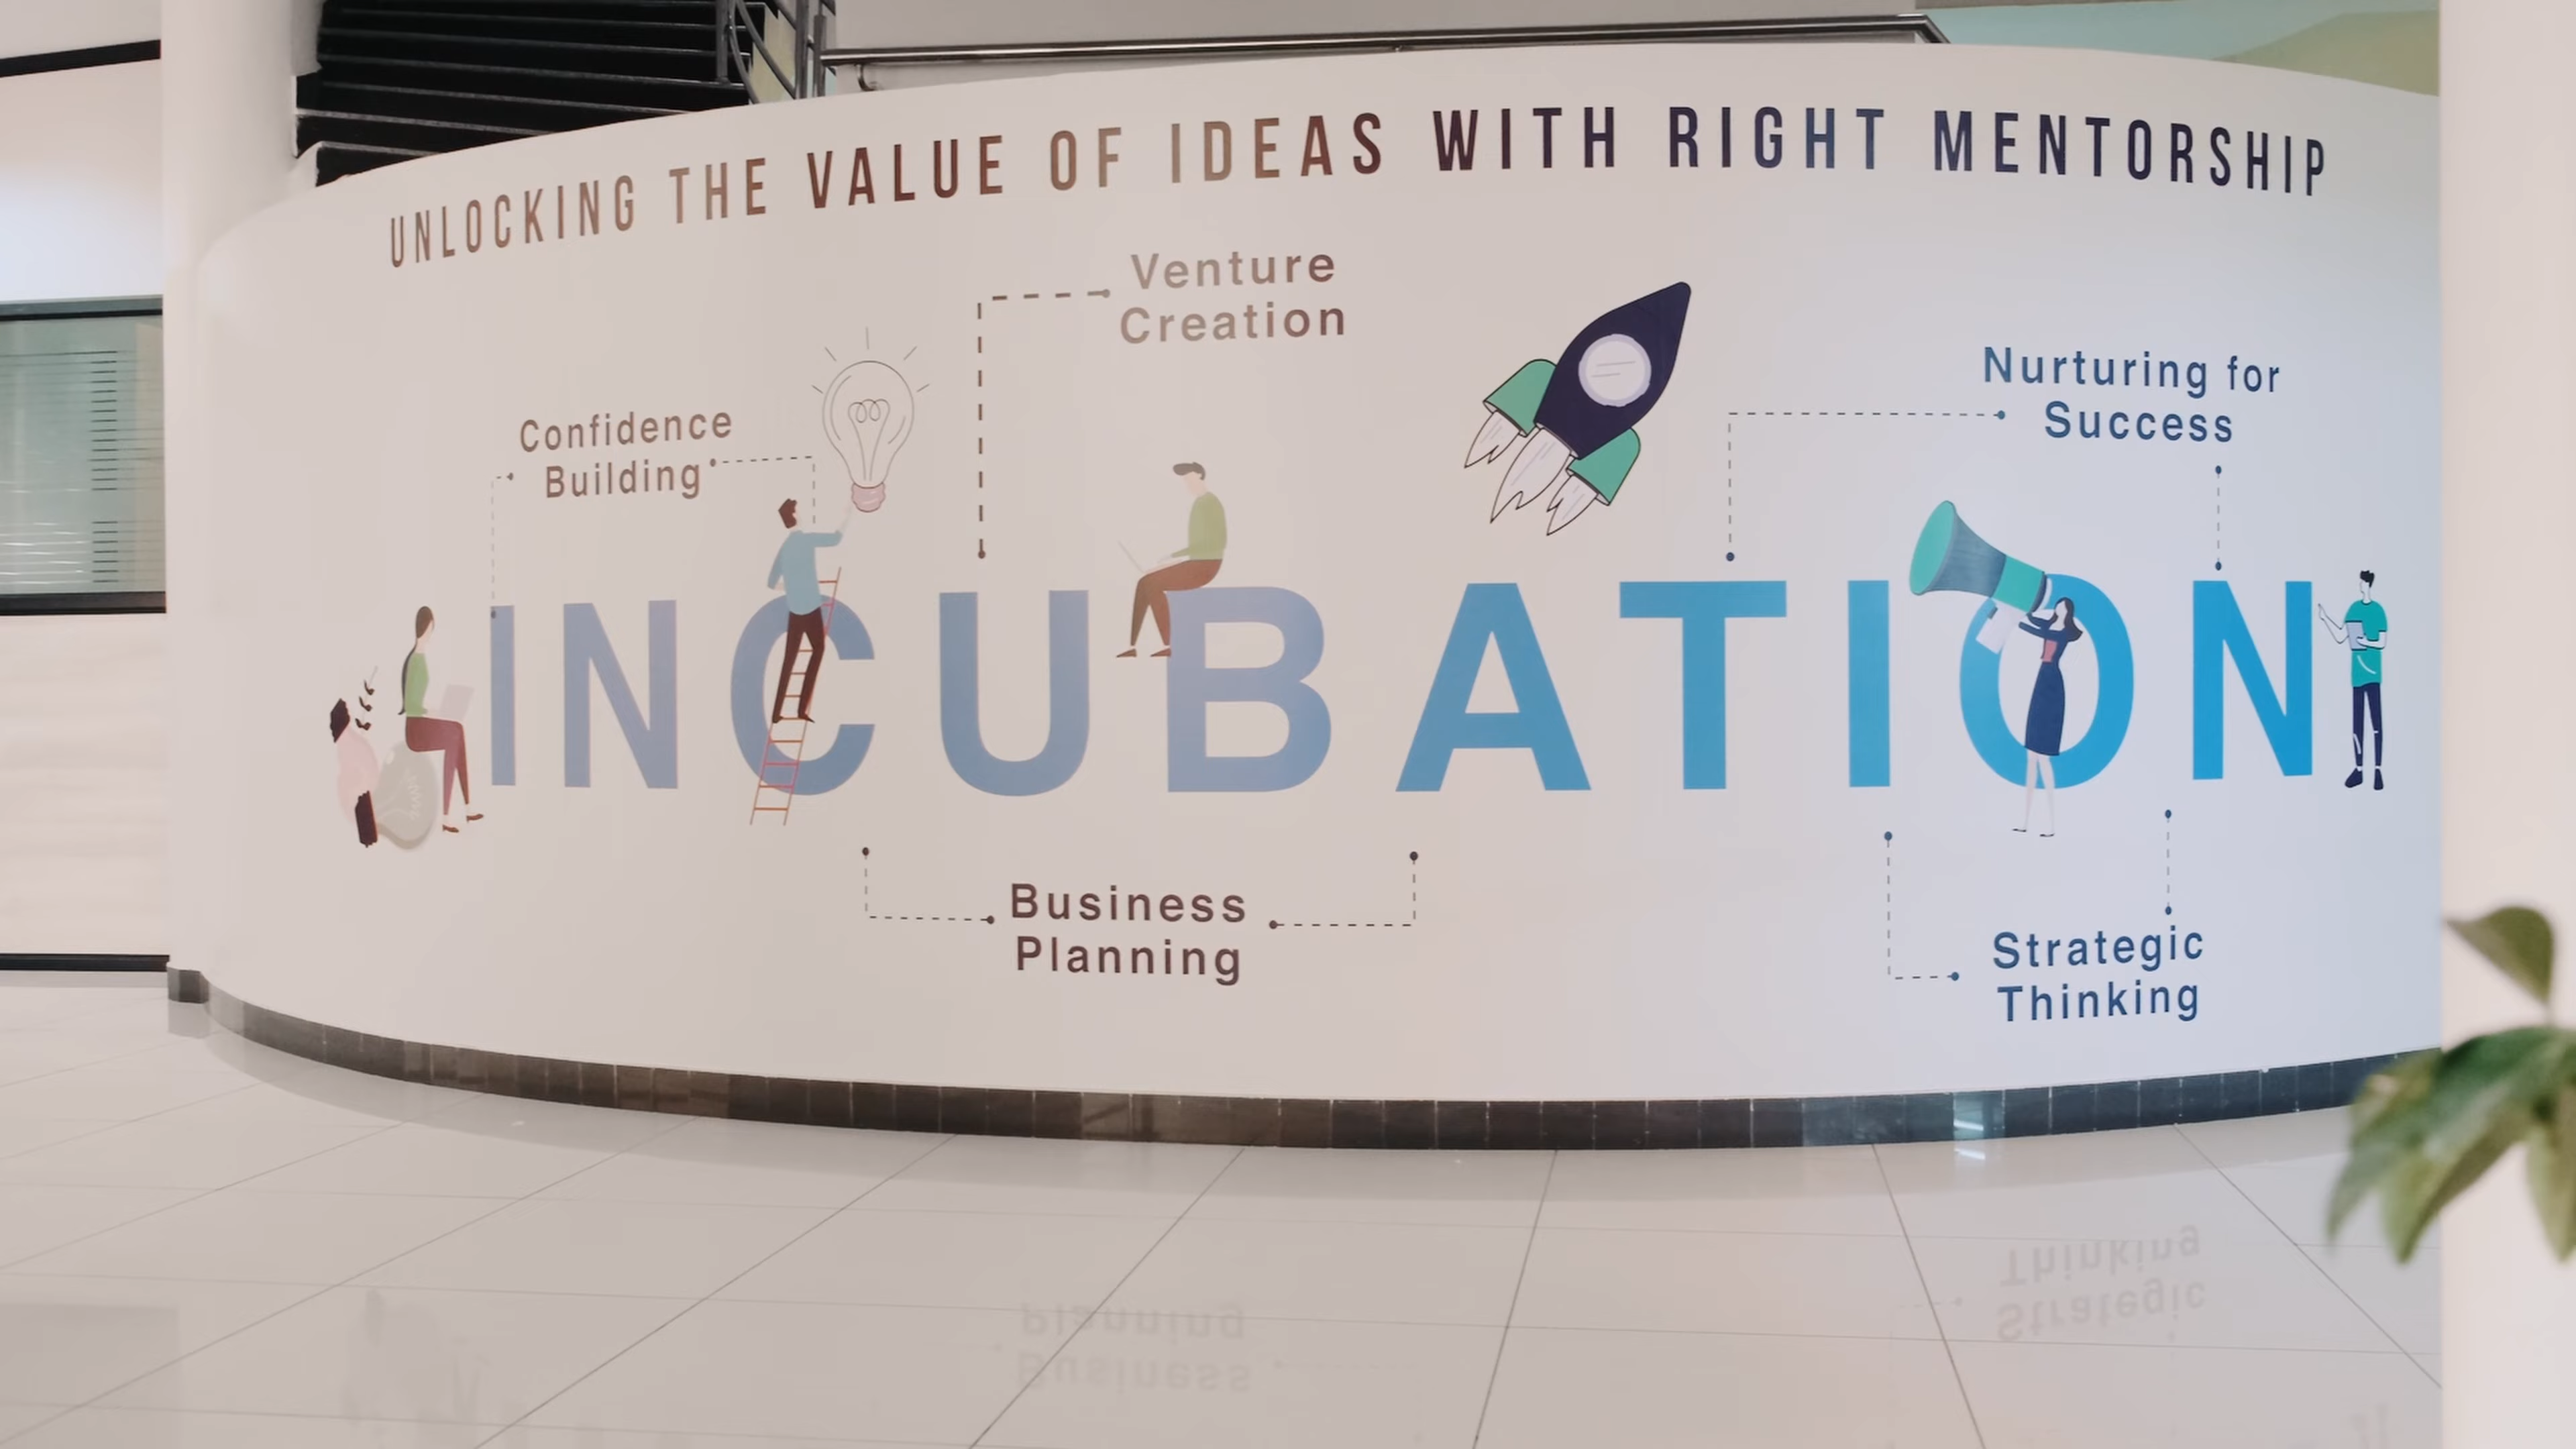 UNLOCKING THE VALUE OF IDEAS WITH RIGHT MENTORSHIP
Venture
Creation
Nurturing for
Success
Confidence
Building
INCUBATION
Business
Planning
Strategic
Thinking